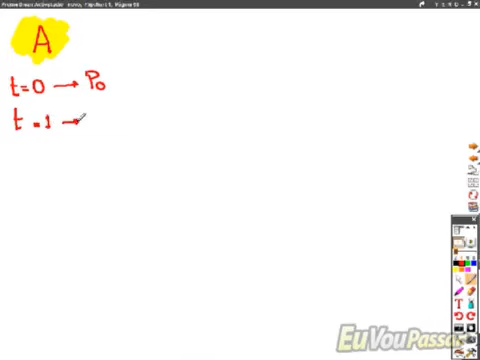 A
t=0 → P₀
t=1 →
EuVouPassar